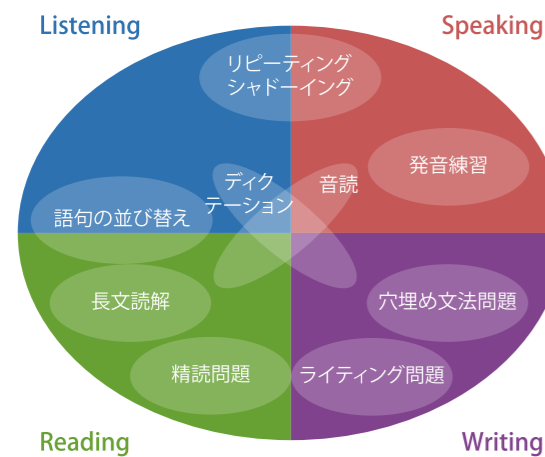 Listening
Speaking
リピーティング
シャドーイング
発音練習
ディク
テーション
音読
語句の並び替え
長文読解
穴埋め文法問題
精読問題
ライティング問題
Reading
Writing